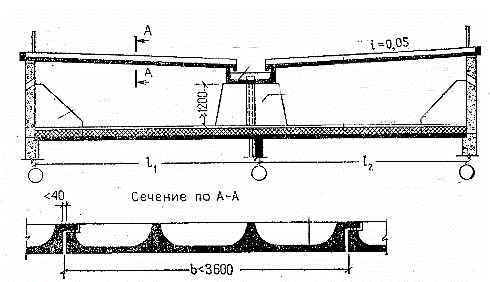 А
А
i=0,05
>1200
l₁
l₂
Сечение по А-А
<40
b<3600